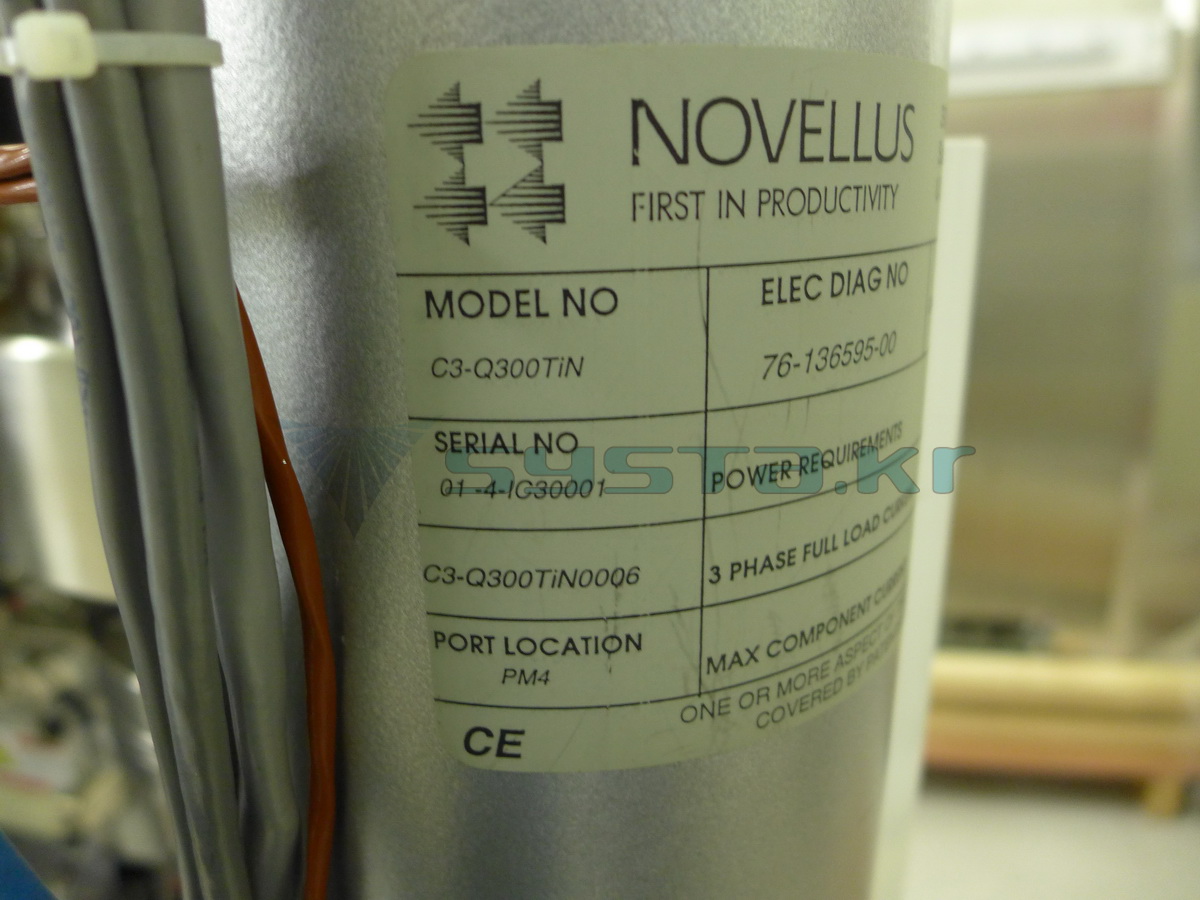 NOVELLUS
FIRST IN PRODUCTIVITY
MODEL NO
C3-Q300TiN
ELEC DIAG NO
76-136595-00
SERIAL NO
01-4-IC30001
POWER REQUIREMENTS
C3-Q300TiN0006
3 PHASE FULL LOAD
PORT LOCATION
PM4
MAX COMPONENT
ONE OR MORE ASPECT
COVERED BY
CE
systa.kr